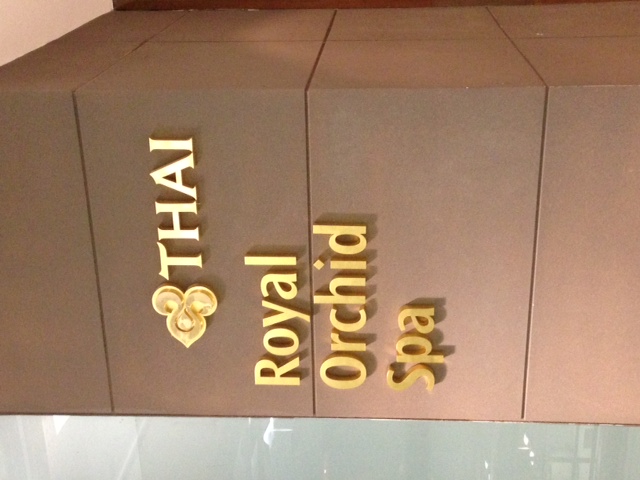 THAI
Royal
Orchid
Spa